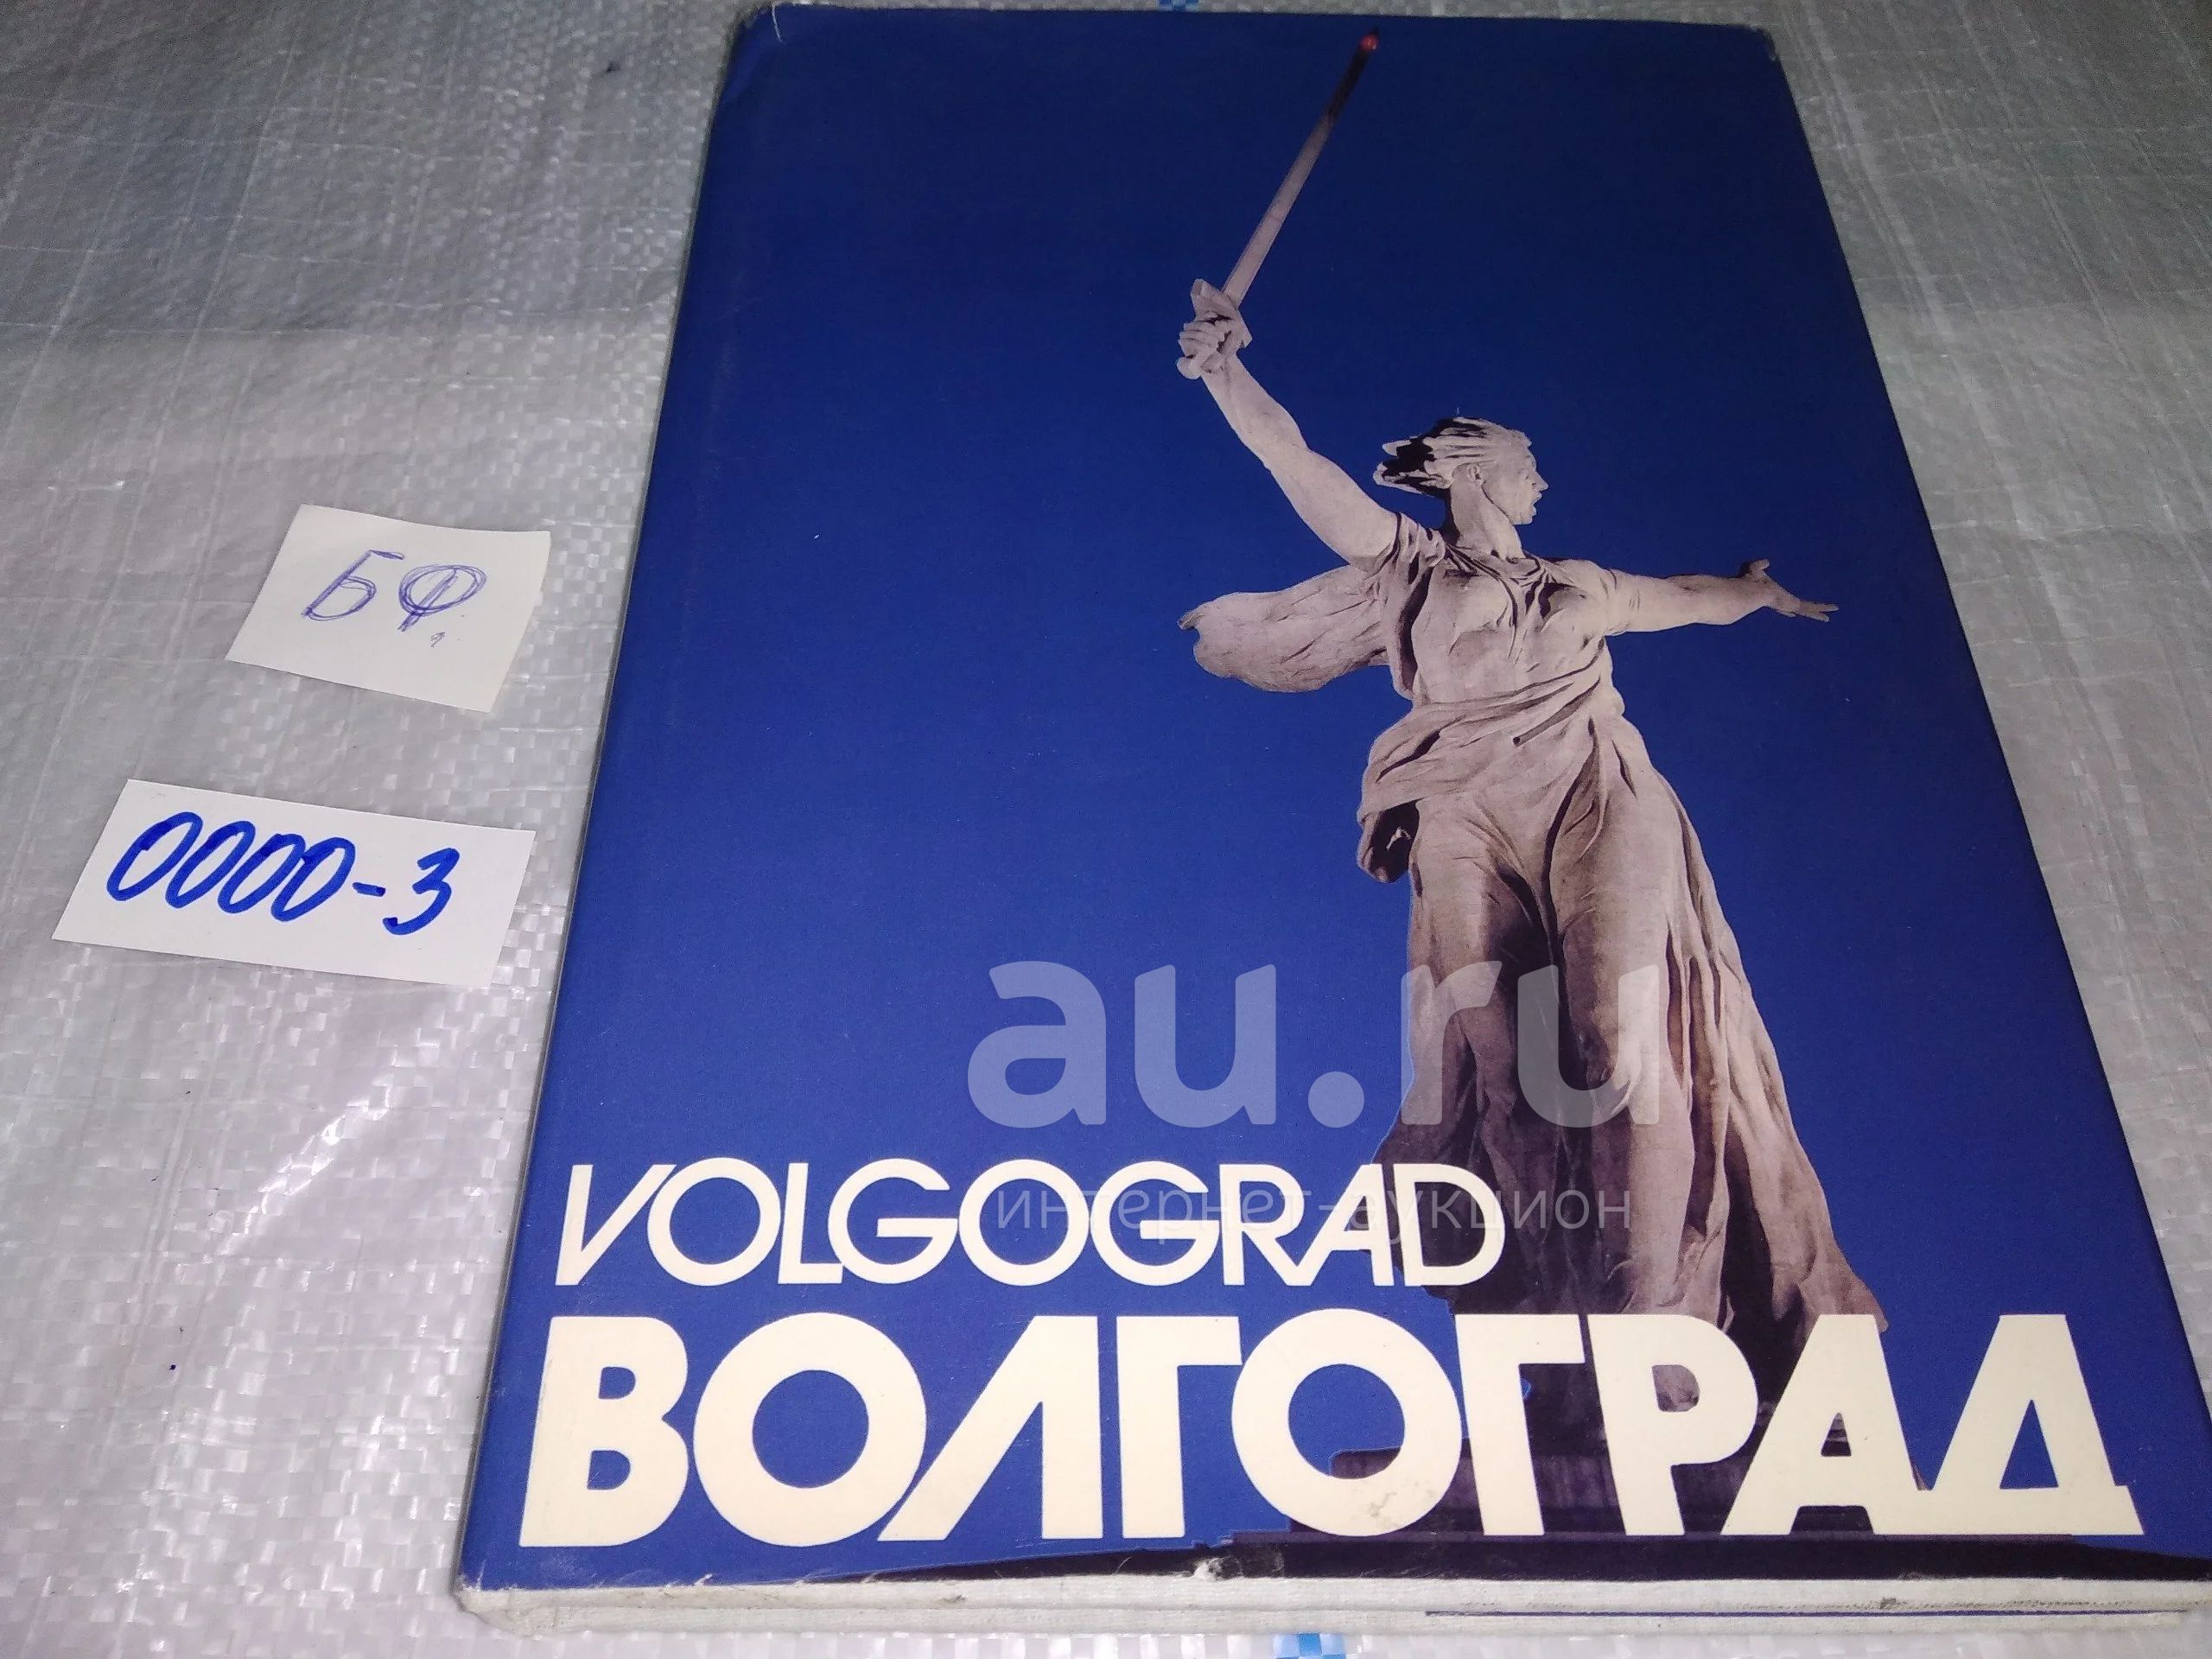 БФ
0000-3
au.ru
интернет-аукцион
VOLGOGRAD
ВОЛГОГРАД